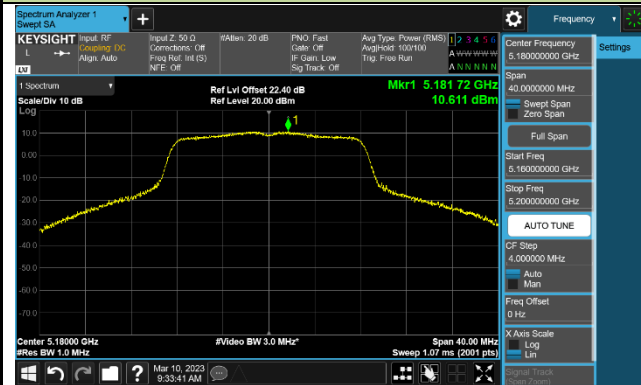 Spectrum Analyzer 1
Swept SA
Frequency
KEYSIGHT
Input: RF
Coupling: DC
Align: Auto
Input Z: 50 Ω
Corrections: Off
Freq Ref: Int (S)
NFE: Off
#Atten: 20 dB
PNO: Fast
Gate: Off
IF Gain: Low
Sig Track: Off
Avg Type: Power (RMS)
Avg|Hold: 100/100
Trig: Free Run
1 2 3 4 5 6
A W W W W W
A N N N N N
L
LXI
1 Spectrum
Scale/Div 10 dB
Log
Ref Lvl Offset 22.40 dB
Ref Level 20.00 dBm
Mkr1 5.181 72 GHz
10.611 dBm
1
10.0
0.00
-10.0
-20.0
-30.0
-40.0
-50.0
-60.0
-70.0
Center 5.18000 GHz
#Res BW 1.0 MHz
#Video BW 3.0 MHz*
Span 40.00 MHz
Sweep 1.07 ms (2001 pts)
Mar 10, 2023
9:33:41 AM
Center Frequency
5.180000000 GHz
Settings
Span
40.0000000 MHz
Swept Span
Zero Span
Full Span
Start Freq
5.160000000 GHz
Stop Freq
5.200000000 GHz
AUTO TUNE
CF Step
4.000000 MHz
Auto
Man
Freq Offset
0 Hz
X Axis Scale
Log
Lin
Signal Track
(Span Zoom)